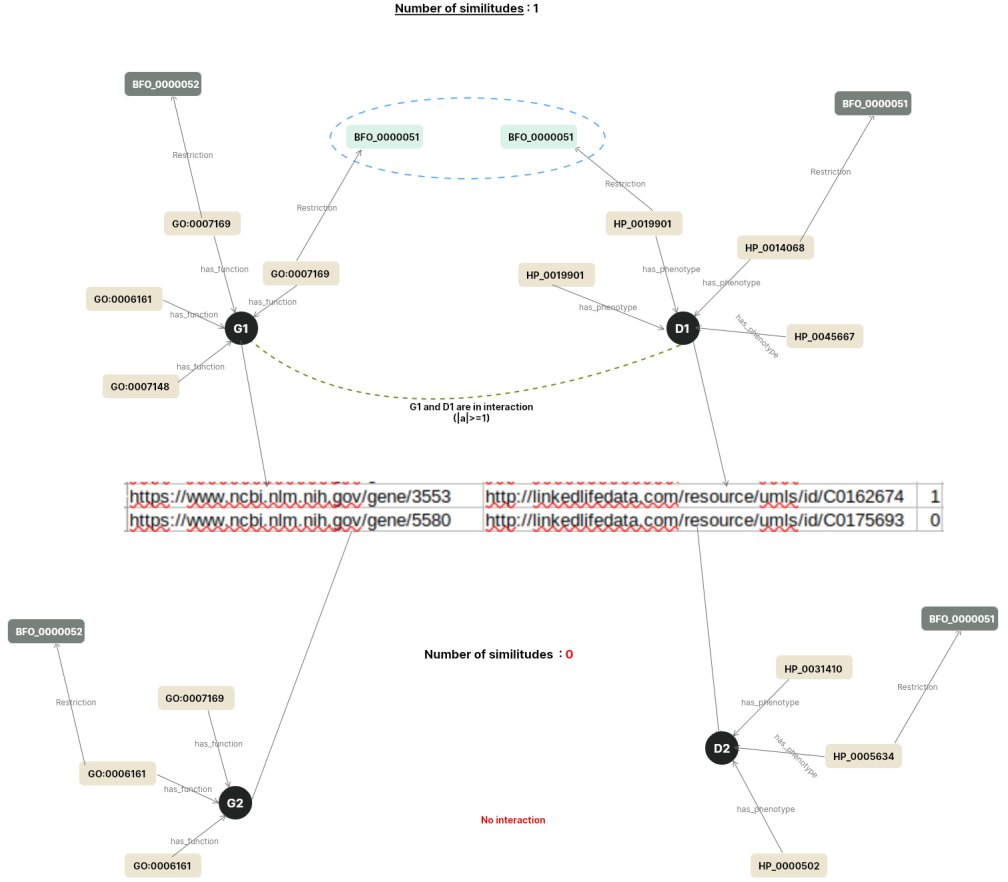 Number of similitudes : 1
BFO_0000052
BFO_0000051
BFO_0000051
BFO_0000051
Restriction
Restriction
Restriction
Restriction
GO:0007169
HP_0019901
HP_0014068
has_function
GO:0007169
HP_0019901
has_phenotype
has_phenotype
GO:0006161
has_function
has_function
has_phenotype
G1
D1
has_phenotype
HP_0045667
has_function
GO:0007148
G1 and D1 are in interaction
(|a|>=1)
https://www.ncbi.nlm.nih.gov/gene/3553 http://linkedlifedata.com/resource/umls/id/C0162674 1
https://www.ncbi.nlm.nih.gov/gene/5580 http://linkedlifedata.com/resource/umls/id/C0175693 0
BFO_0000052
BFO_0000051
Number of similitudes : 0
HP_0031410
Restriction
GO:0007169
has_phenotype
Restriction
has_function
D2
has_phenotype
HP_0005634
GO:0006161
has_function
G2
has_phenotype
No interaction
has_function
GO:0006161
HP_0000502